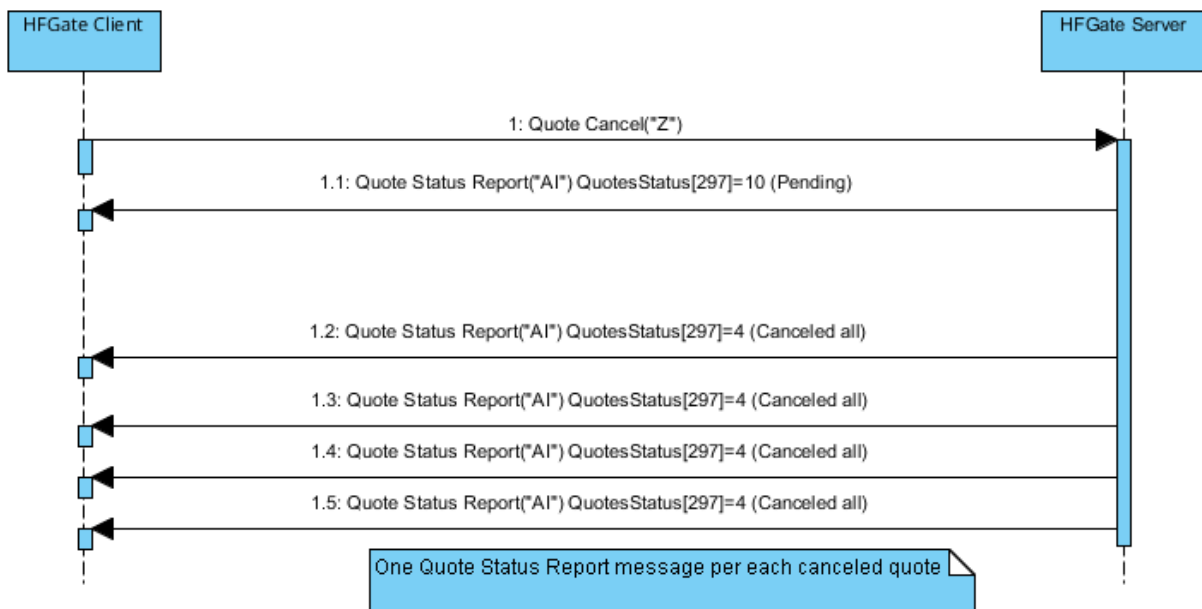 HFGate Client
HFGate Server
1: Quote Cancel("Z")
1.1: Quote Status Report("AI") QuotesStatus[297]=10 (Pending)
1.2: Quote Status Report("AI") QuotesStatus[297]=4 (Canceled all)
1.3: Quote Status Report("AI") QuotesStatus[297]=4 (Canceled all)
1.4: Quote Status Report("AI") QuotesStatus[297]=4 (Canceled all)
1.5: Quote Status Report("AI") QuotesStatus[297]=4 (Canceled all)
One Quote Status Report message per each canceled quote